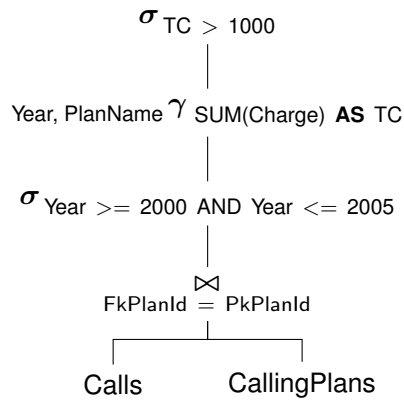 σ TC > 1000
Year, PlanName γ SUM(Charge) AS TC
σ Year >= 2000 AND Year <= 2005
⋈
FkPlanId = PkPlanId
Calls CallingPlans